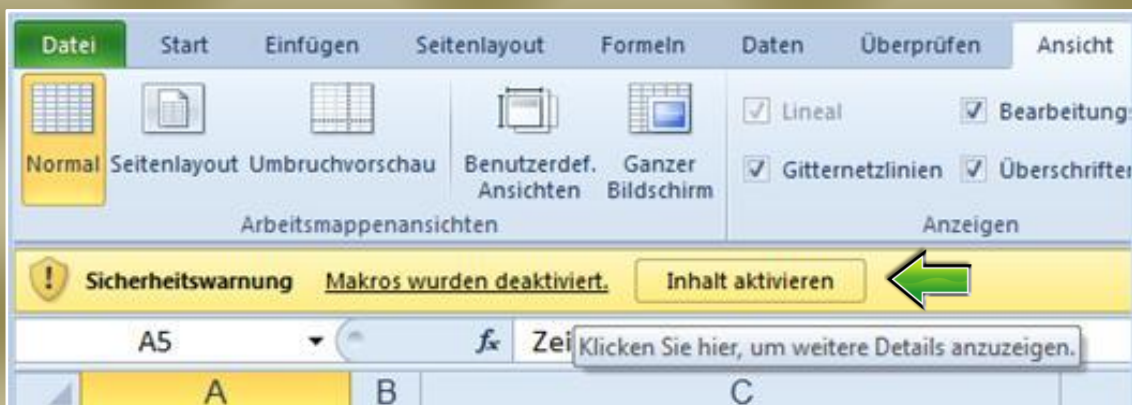 Datei Start Einfügen Seitenlayout Formeln Daten Überprüfen Ansicht
Lineal Bearbeitungs
Normal Seitenlayout Umbruchvorschau Benutzerdef. Ansichten Ganzer Bildschirm Gitternetzlinien Überschriften
Arbeitsmappenansichten Anzeigen
! Sicherheitswarnung Makros wurden deaktiviert. Inhalt aktivieren
A5 fx Zei
Klicken Sie hier, um weitere Details anzuzeigen.
A B C